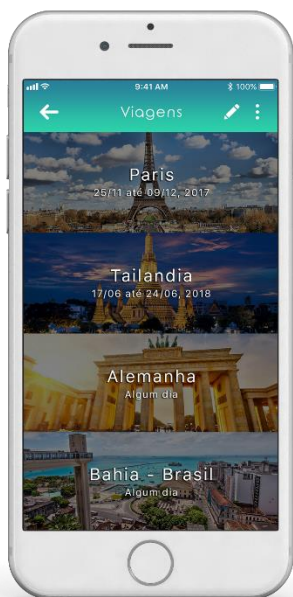 9:41 AM
100%
Viagens
Paris
25/11 até 09/12, 2017
Tailandia
17/06 até 24/06, 2018
Alemanha
Algum dia
Bahia - Brasil
Algum dia